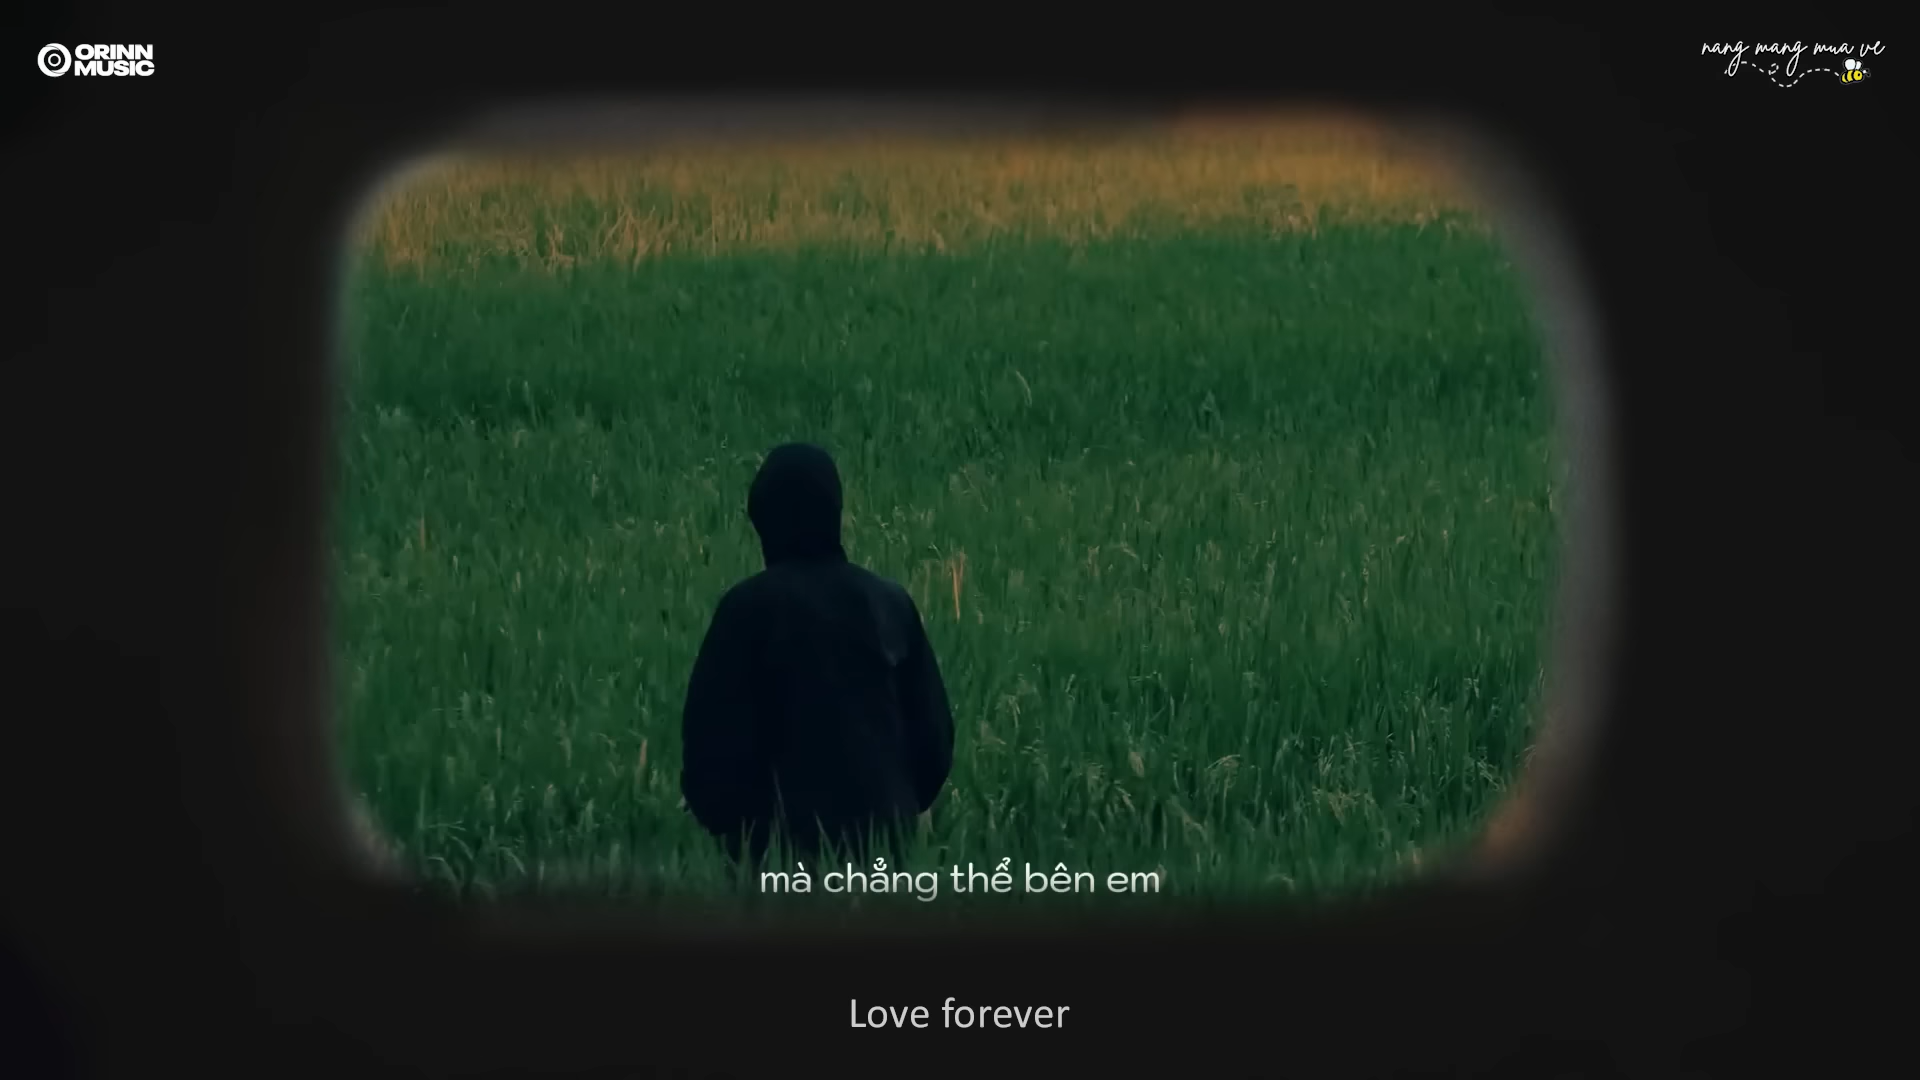 ORINN
MUSIC
nang mang mua ve
mà chẳng thể bên em
Love forever